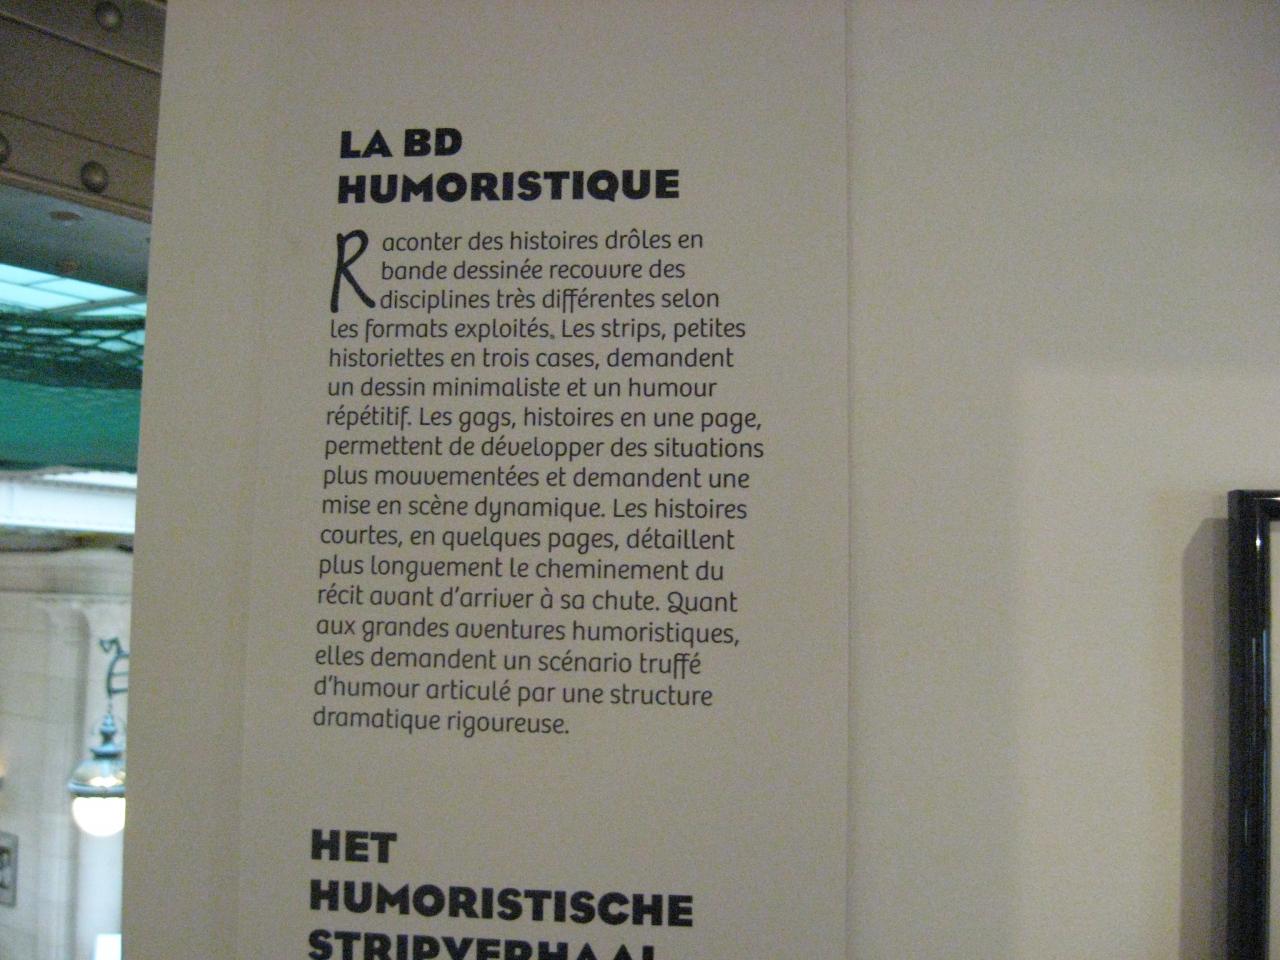 LA BD
HUMORISTIQUE
Raconter des histoires drôles en
bande dessinée recouvre des
disciplines très différentes selon
les formats exploités. Les strips, petites
historiettes en trois cases, demandent
un dessin minimaliste et un humour
répétitif. Les gags, histoires en une page,
permettent de développer des situations
plus mouvementées et demandent une
mise en scène dynamique. Les histoires
courtes, en quelques pages, détaillent
plus longuement le cheminement du
récit avant d'arriver à sa chute. Quant
aux grandes aventures humoristiques,
elles demandent un scénario truffé
d'humour articulé par une structure
dramatique rigoureuse.
HET
HUMORISTISCHE
STRIPVERHAAL